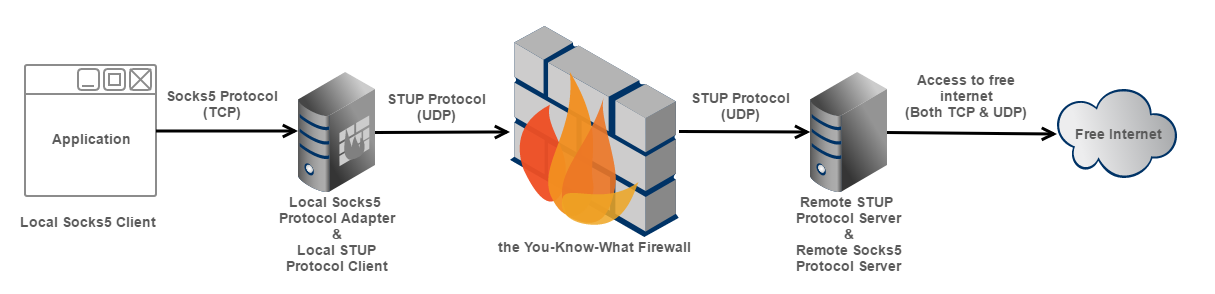 Application
Local Socks5 Client
Socks5 Protocol
(TCP)
Local Socks5
Protocol Adapter
&
Local STUP
Protocol Client
STUP Protocol
(UDP)
the You-Know-What Firewall
STUP Protocol
(UDP)
Remote STUP
Protocol Server
&
Remote Socks5
Protocol Server
Access to free
internet
(Both TCP & UDP)
Free Internet